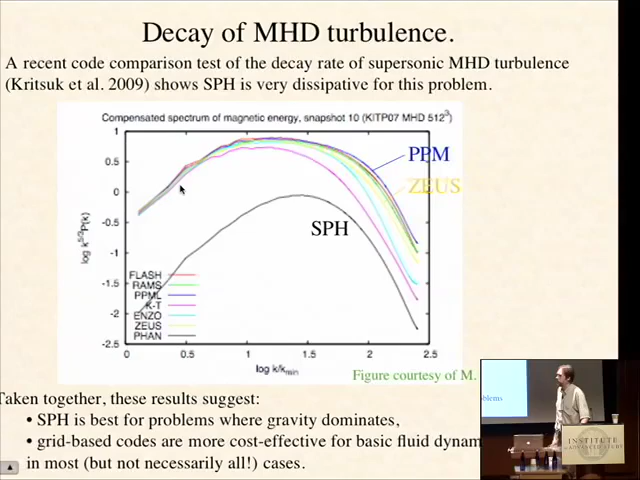 Decay of MHD turbulence.
A recent code comparison test of the decay rate of supersonic MHD turbulence
(Kritsuk et al. 2009) shows SPH is very dissipative for this problem.
Compensated spectrum of magnetic energy, snapshot 10 (KITP07 MHD 512³)
1
0.5
0
-0.5
-1
-1.5
-2
-2.5
log k^5/3 P(k)
PPM
ZEUS
SPH
FLASH
RAMS
PPML
K-T
ENZO
ZEUS
PHAN
0 0.5 1 1.5 2 2.5
log k/kmin
Figure courtesy of M.
Taken together, these results suggest:
• SPH is best for problems where gravity dominates,
• grid-based codes are more cost-effective for basic fluid dynam
in most (but not necessarily all!) cases.
oblems
INSTITUTE